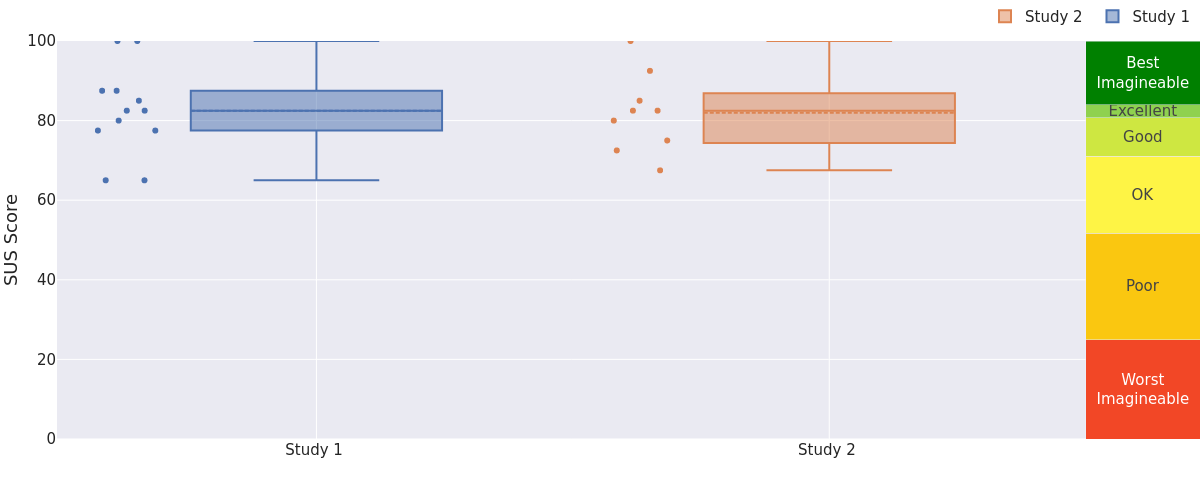 Study 2
Study 1
100
80
60
40
20
0
SUS Score
Study 1
Study 2
Best
Imagineable
Excellent
Good
OK
Poor
Worst
Imagineable